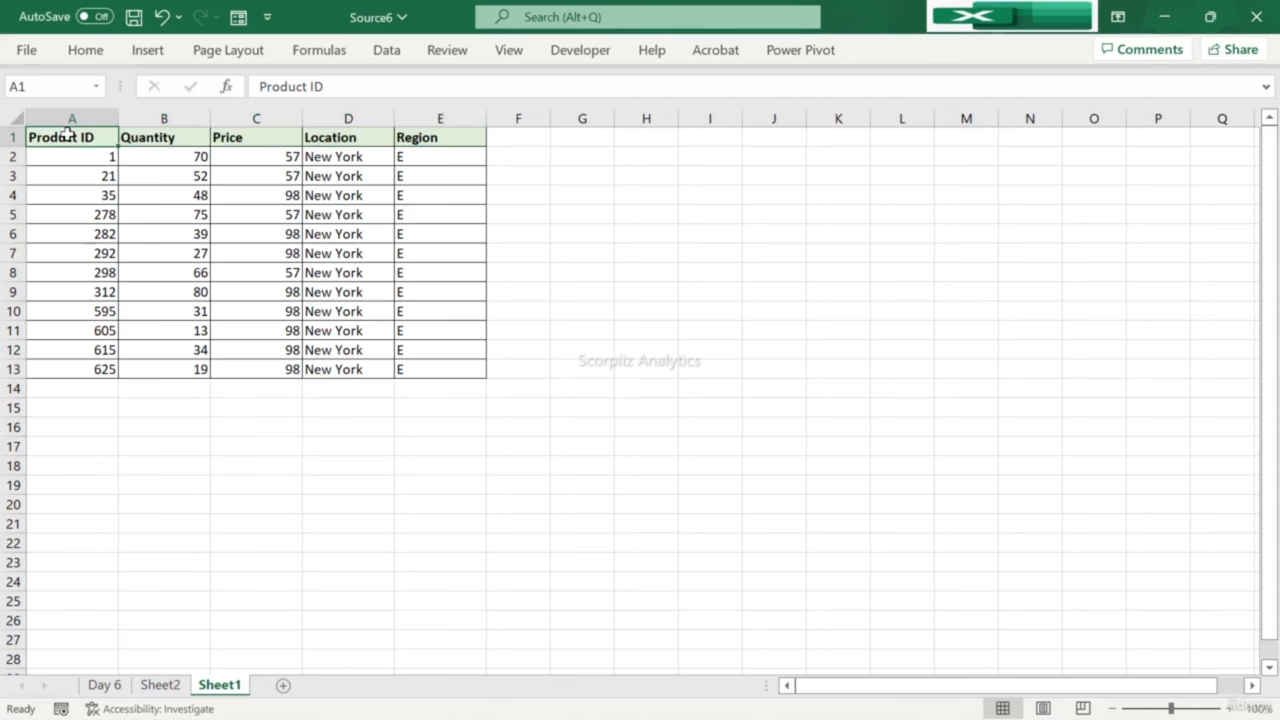 AutoSave Off Source6 Search (Alt+Q)
File Home Insert Page Layout Formulas Data Review View Developer Help Acrobat Power Pivot Comments Share
A1 fx Product ID
A B C D E F G H I J K L M N O P Q
1 Product ID Quantity Price Location Region
2 1 70 57 New York E
3 21 52 57 New York E
4 35 48 98 New York E
5 278 75 57 New York E
6 282 39 98 New York E
7 292 27 98 New York E
8 298 66 57 New York E
9 312 80 98 New York E
10 595 31 98 New York E
11 605 13 98 New York E
12 615 34 98 New York E
13 625 19 98 New York E
Scorpiiz Analytics
14
15
16
17
18
19
20
21
22
23
24
25
26
27
28
Day 6 Sheet2 Sheet1
Ready Accessibility: Investigate 100%